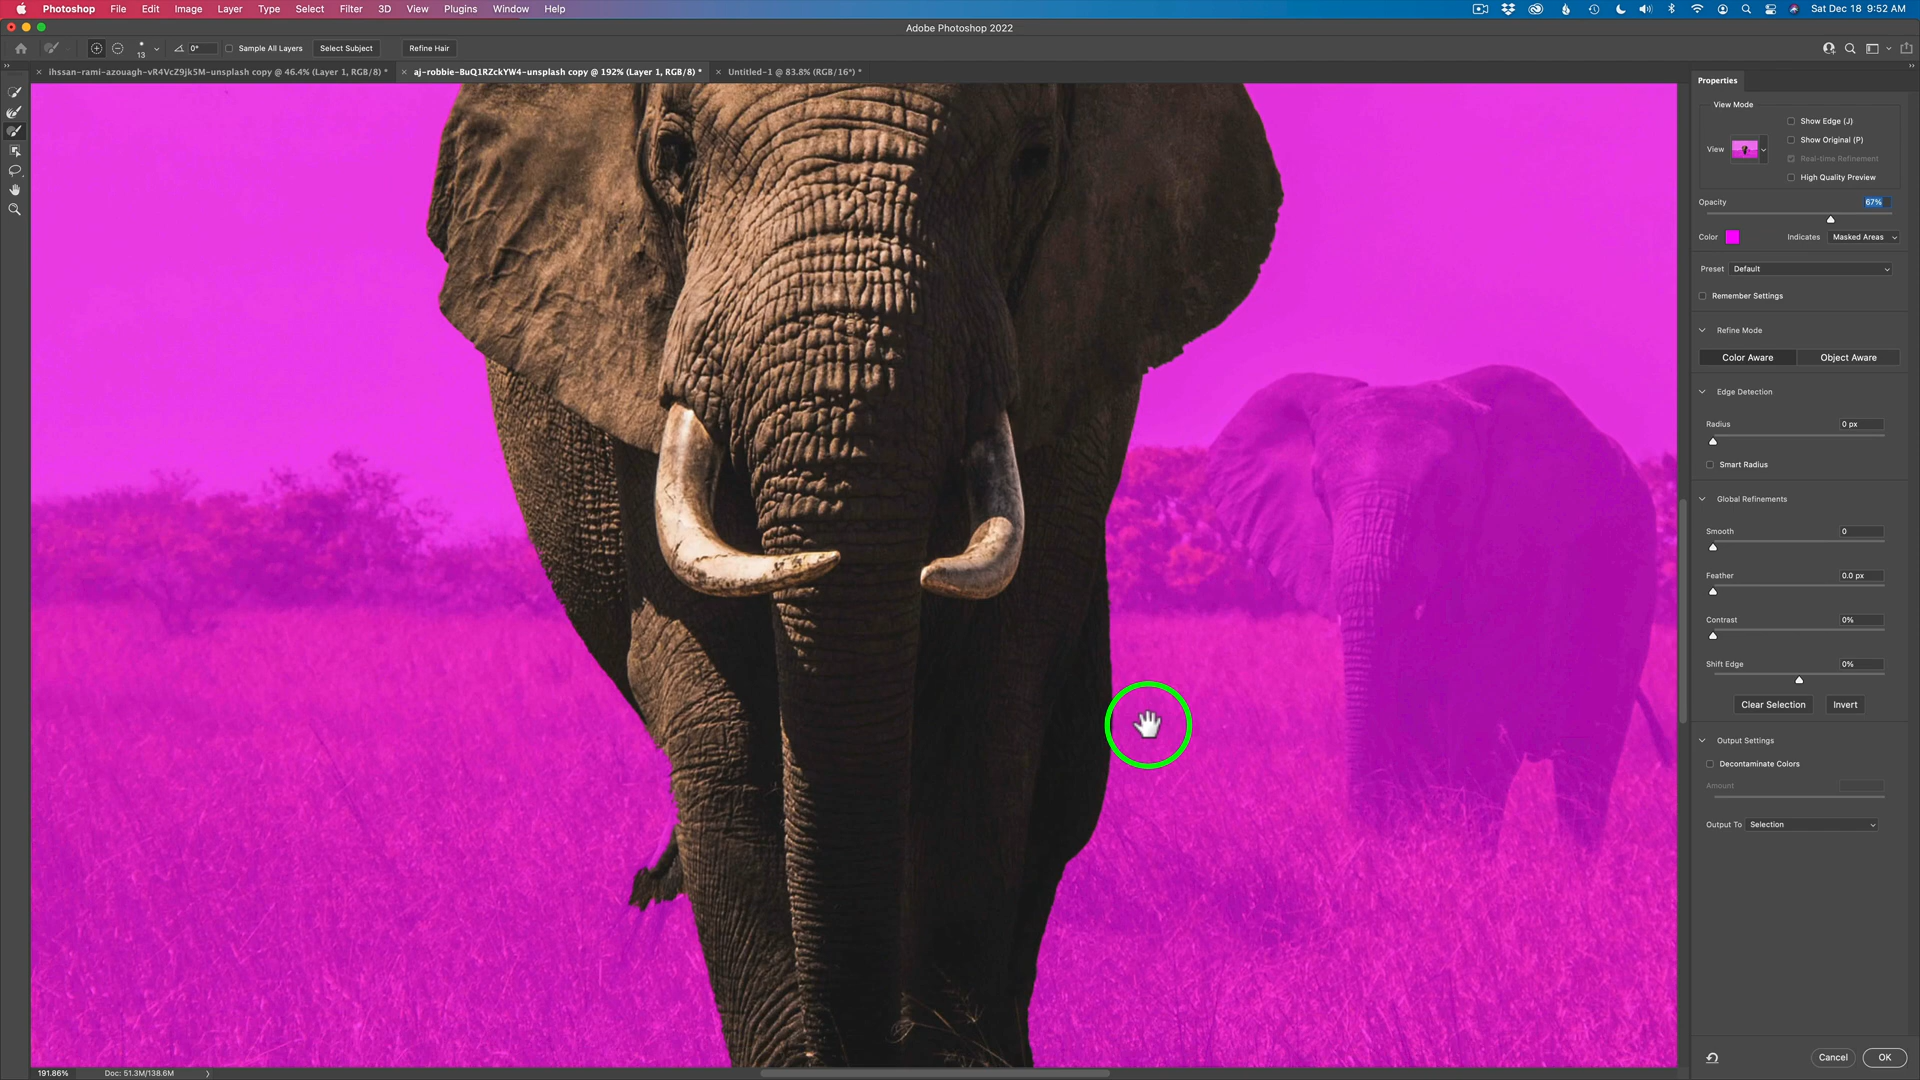 Photoshop File Edit Image Layer Type Select Filter 3D View Plugins Window Help Sat Dec 18 9:52 AM
Adobe Photoshop 2022
13 0° Sample All Layers Select Subject Refine Hair
ihssan-rami-azouagh-vR4VcZ9jk5M-unsplash copy @ 46.4% (Layer 1, RGB/8) * aj-robbie-BuQ1RZckYW4-unsplash copy @ 192% (Layer 1, RGB/8) * Untitled-1 @ 83.8% (RGB/16*) *
Properties
View Mode
Show Edge (J)
Show Original (P)
View
Real-time Refinement
High Quality Preview
Opacity 67%
Color Indicates Masked Areas
Preset Default
Remember Settings
Refine Mode
Color Aware Object Aware
Edge Detection
Radius 0 px
Smart Radius
Global Refinements
Smooth 0
Feather 0.0 px
Contrast 0%
Shift Edge 0%
Clear Selection Invert
Output Settings
Decontaminate Colors
Amount
Output To Selection
Cancel OK
191.86% Doc: 51.3M/138.6M